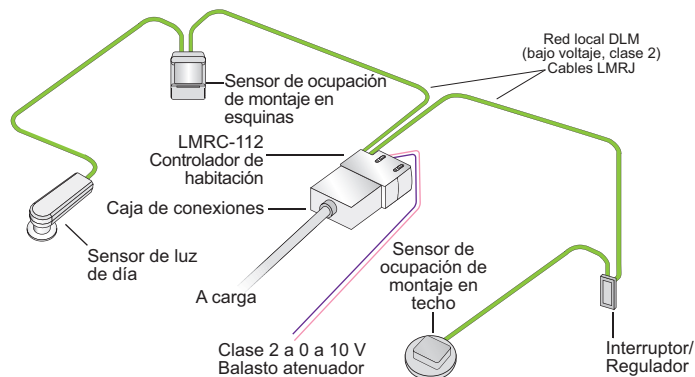 Red local DLM
(bajo voltaje, clase 2)
Cables LMRJ
Sensor de ocupación
de montaje en
esquinas
LMRC-112
Controlador de
habitación
Caja de conexiones
Sensor de luz
de día
A carga
Sensor de
ocupación de
montaje en
techo
Clase 2 a 0 a 10 V
Balasto atenuador
Interruptor/
Regulador